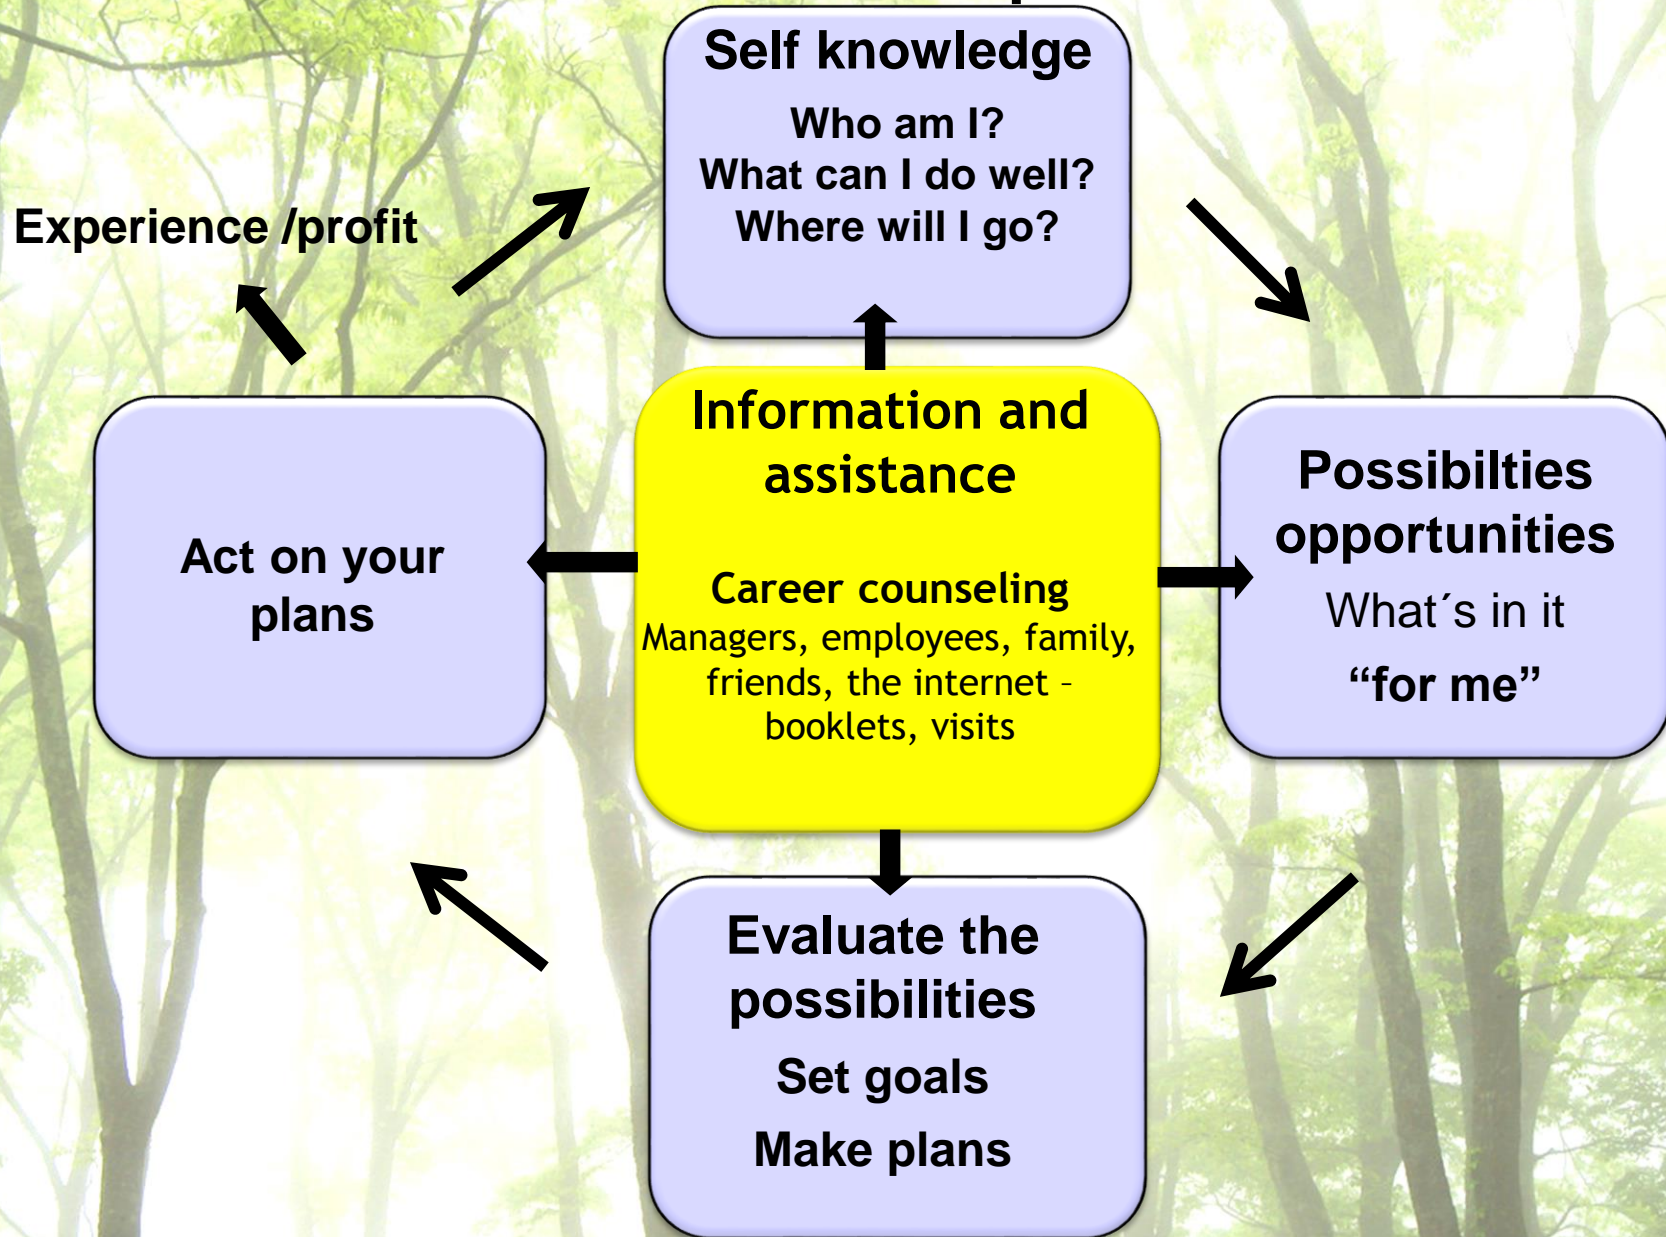 Self knowledge
Who am I?
What can I do well?
Where will I go?
Experience /profit
Information and
assistance
Career counseling
Managers, employees, family,
friends, the internet –
booklets, visits
Act on your
plans
Possibilties
opportunities
What´s in it
“for me”
Evaluate the
possibilities
Set goals
Make plans